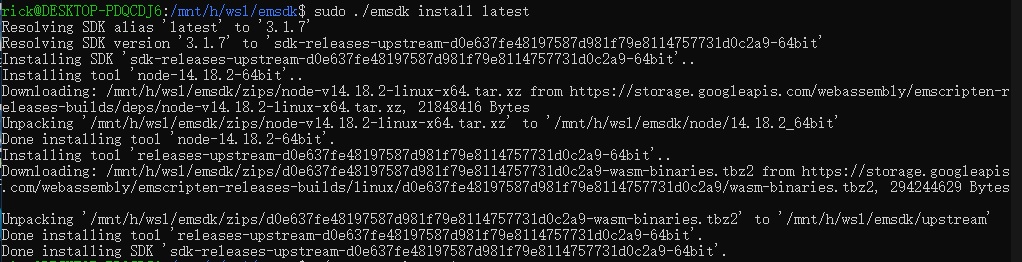 rick@DESKTOP-PDQCDJ6:/mnt/h/wsl/emsdk$ sudo ./emsdk install latest
Resolving SDK alias 'latest' to '3.1.7'
Resolving SDK version '3.1.7' to 'sdk-releases-upstream-d0e637fe48197587d981f79e8114757731d0c2a9-64bit'
Installing SDK 'sdk-releases-upstream-d0e637fe48197587d981f79e8114757731d0c2a9-64bit'..
Installing tool 'node-14.18.2-64bit'..
Downloading: /mnt/h/wsl/emsdk/zips/node-v14.18.2-linux-x64.tar.xz from https://storage.googleapis.com/webassembly/emscripten-r
eleases-builds/deps/node-v14.18.2-linux-x64.tar.xz, 21848416 Bytes
Unpacking '/mnt/h/wsl/emsdk/zips/node-v14.18.2-linux-x64.tar.xz' to '/mnt/h/wsl/emsdk/node/14.18.2_64bit'
Done installing tool 'node-14.18.2-64bit'.
Installing tool 'releases-upstream-d0e637fe48197587d981f79e8114757731d0c2a9-64bit'..
Downloading: /mnt/h/wsl/emsdk/zips/d0e637fe48197587d981f79e8114757731d0c2a9-wasm-binaries.tbz2 from https://storage.googleapis
.com/webassembly/emscripten-releases-builds/linux/d0e637fe48197587d981f79e8114757731d0c2a9/wasm-binaries.tbz2, 294244629 Bytes
Unpacking '/mnt/h/wsl/emsdk/zips/d0e637fe48197587d981f79e8114757731d0c2a9-wasm-binaries.tbz2' to '/mnt/h/wsl/emsdk/upstream'
Done installing tool 'releases-upstream-d0e637fe48197587d981f79e8114757731d0c2a9-64bit'.
Done installing SDK 'sdk-releases-upstream-d0e637fe48197587d981f79e8114757731d0c2a9-64bit'.